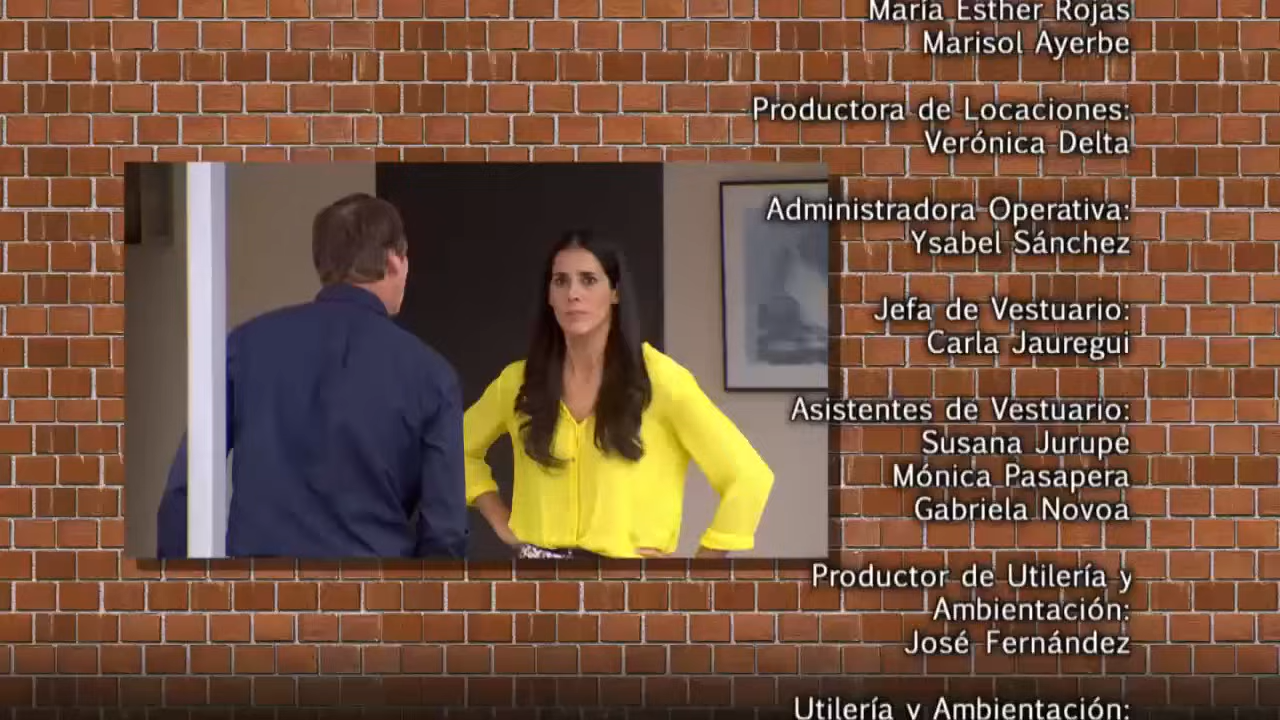 María Esther Rojas
Marisol Ayerbe
Productora de Locaciones:
Verónica Delta
Administradora Operativa:
Ysabel Sánchez
Jefa de Vestuario:
Carla Jauregui
Asistentes de Vestuario:
Susana Jurupe
Mónica Pasapera
Gabriela Novoa
Productor de Utilería y
Ambientación:
José Fernández
Utilería y Ambientación: